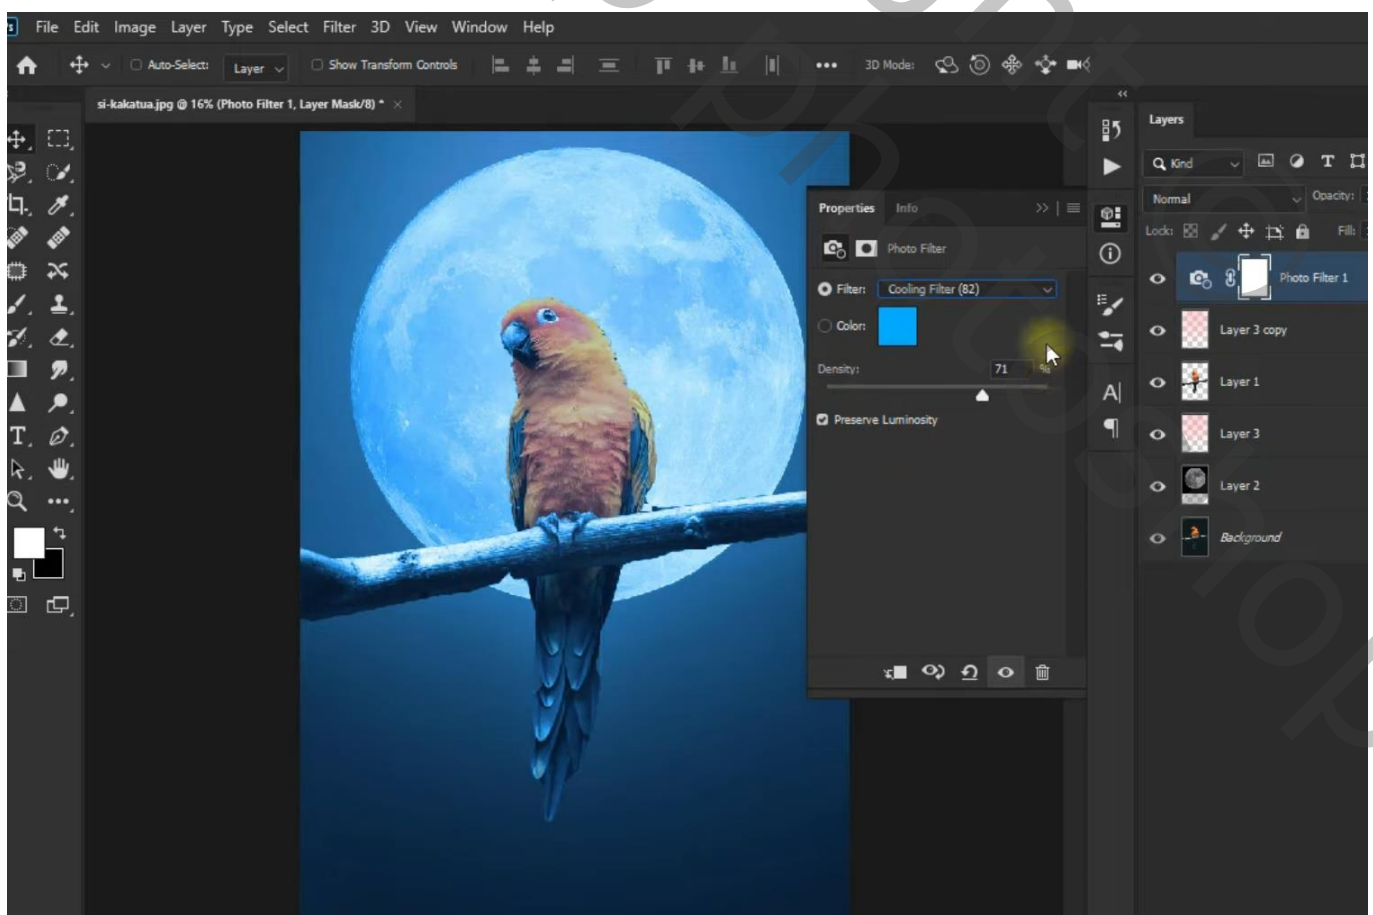 File Edit Image Layer Type Select Filter 3D View Window Help
Auto-Select: Layer Show Transform Controls 3D Mode:
si-kakatua.jpg @ 16% (Photo Filter 1, Layer Mask/8) *
Layers
Kind
Normal Opacity:
Lock: Fill:
Photo Filter 1
Layer 3 copy
Layer 1
Layer 3
Layer 2
Background
Properties Info
Photo Filter
Filter: Cooling Filter (82)
Color:
Density: 71 %
Preserve Luminosity